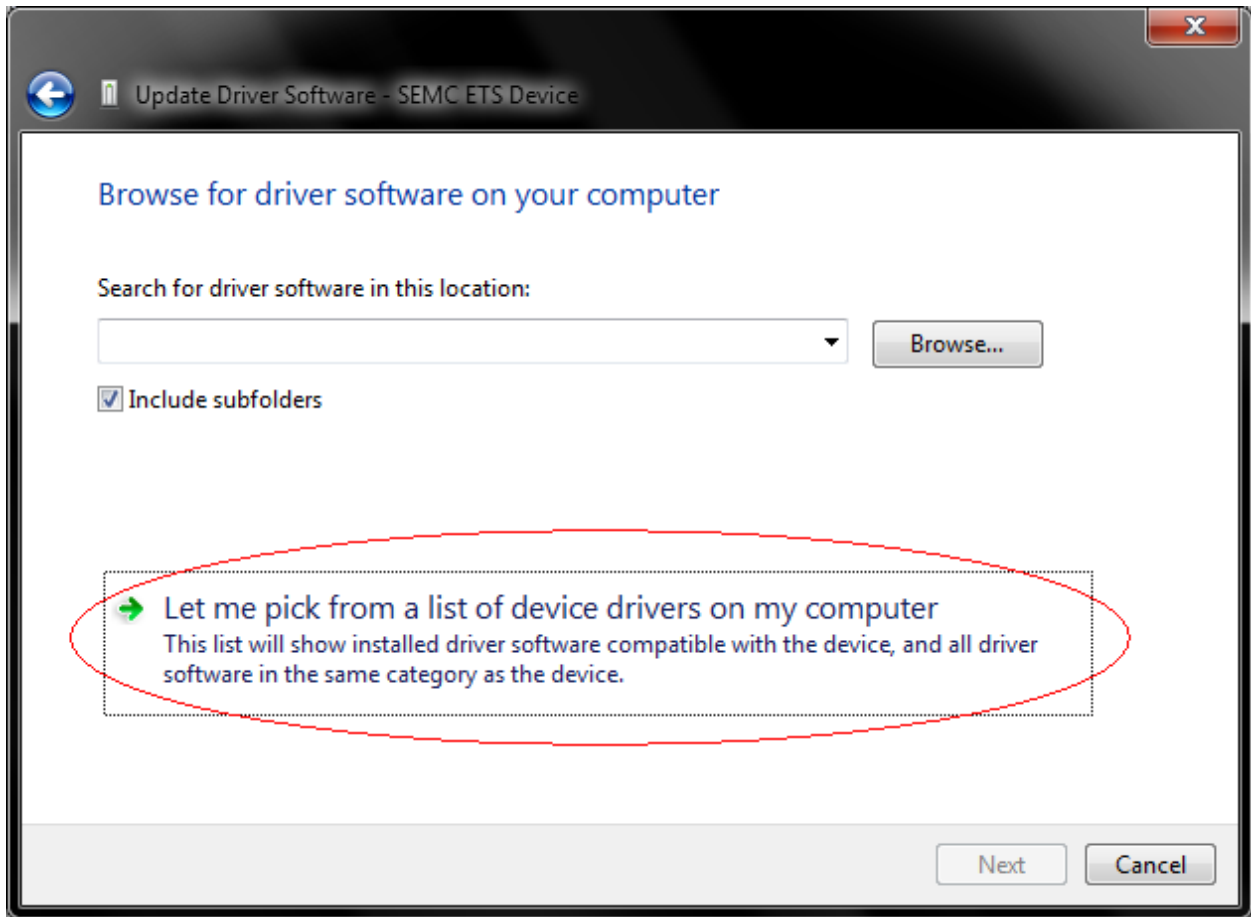 Update Driver Software - SEMC ETS Device
Browse for driver software on your computer
Search for driver software in this location:
Browse...
Include subfolders
Let me pick from a list of device drivers on my computer
This list will show installed driver software compatible with the device, and all driver
software in the same category as the device.
Next Cancel